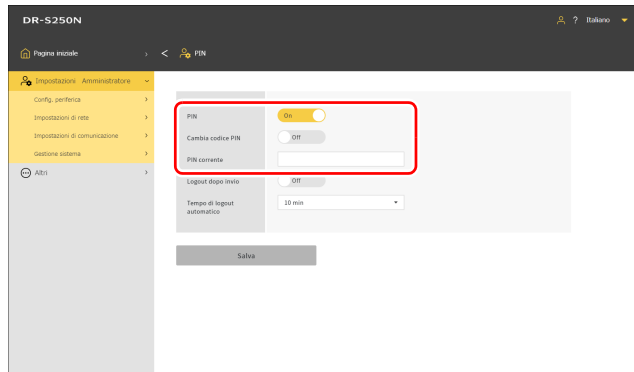 DR-S250N
? Italiano
Pagina iniziale
PIN
Impostazioni Amministratore
Config. periferica
Impostazioni di rete
Impostazioni di comunicazione
Gestione sistema
Altri
PIN On
Cambia codice PIN Off
PIN corrente
Logout dopo invio Off
Tempo di logout automatico 10 min
Salva